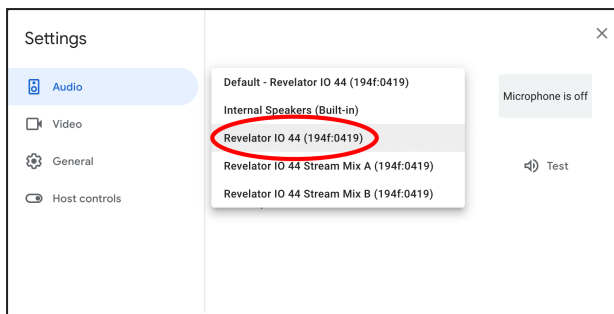 Settings
Audio
Video
General
Host controls
Default - Revelator IO 44 (194f:0419)
Internal Speakers (Built-in)
Revelator IO 44 (194f:0419)
Revelator IO 44 Stream Mix A (194f:0419)
Revelator IO 44 Stream Mix B (194f:0419)
Microphone is off
Test